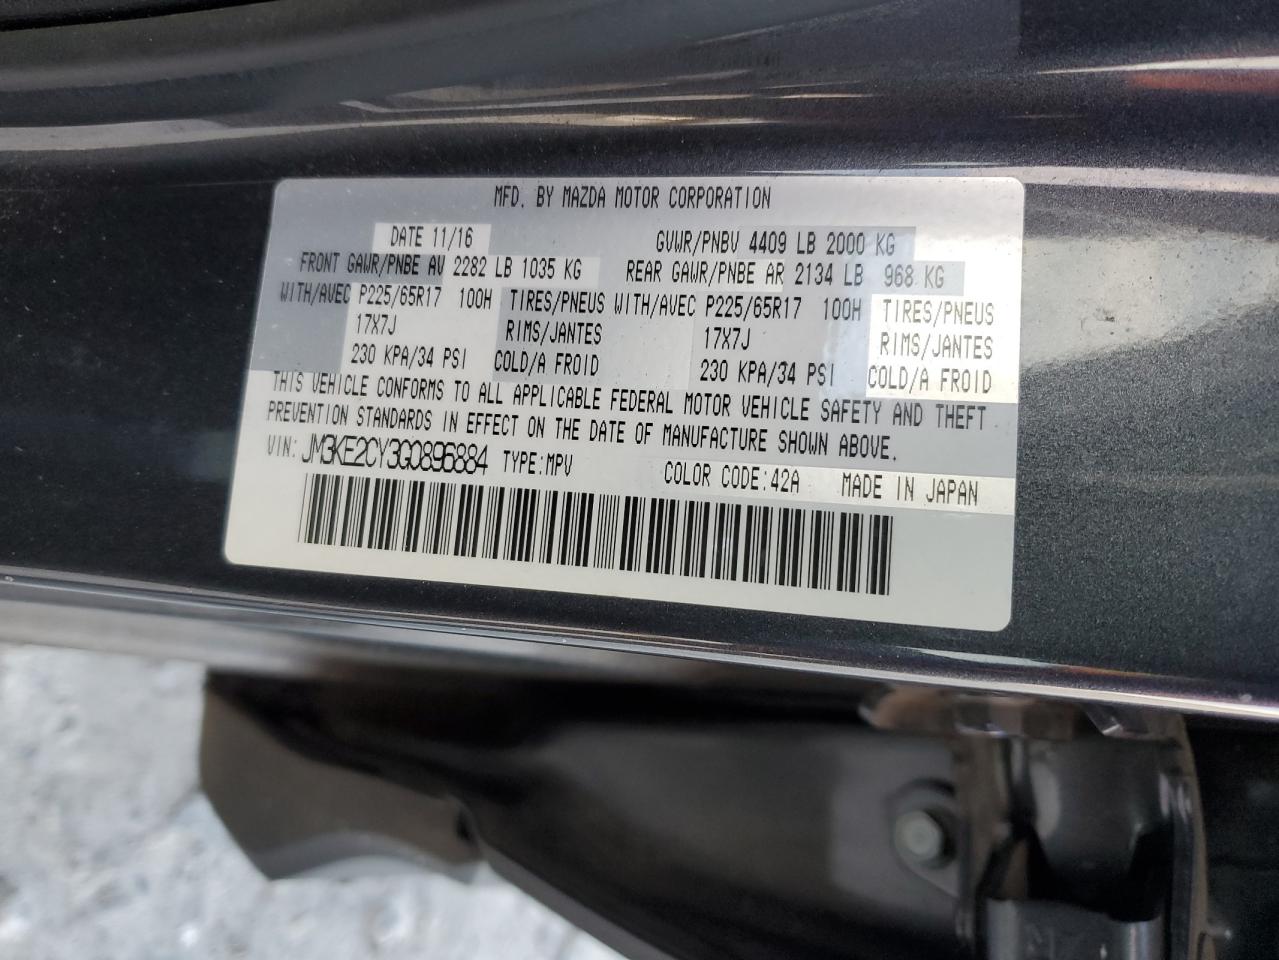 MFD. BY MAZDA MOTOR CORPORATION
DATE 11/16 GVWR/PNBV 4409 LB 2000 KG
FRONT GAWR/PNBE AV 2282 LB 1035 KG REAR GAWR/PNBE AR 2134 LB 968 KG
WITH/AVEC P225/65R17 100H TIRES/PNEUS WITH/AVEC P225/65R17 100H TIRES/PNEUS
17X7J RIMS/JANTES 17X7J RIMS/JANTES
230 KPA/34 PSI COLD/A FROID 230 KPA/34 PSI COLD/A FROID
THIS VEHICLE CONFORMS TO ALL APPLICABLE FEDERAL MOTOR VEHICLE SAFETY AND THEFT
PREVENTION STANDARDS IN EFFECT ON THE DATE OF MANUFACTURE SHOWN ABOVE.
VIN: JM3KE2CY3G0896884 TYPE:MPV COLOR CODE:42A MADE IN JAPAN